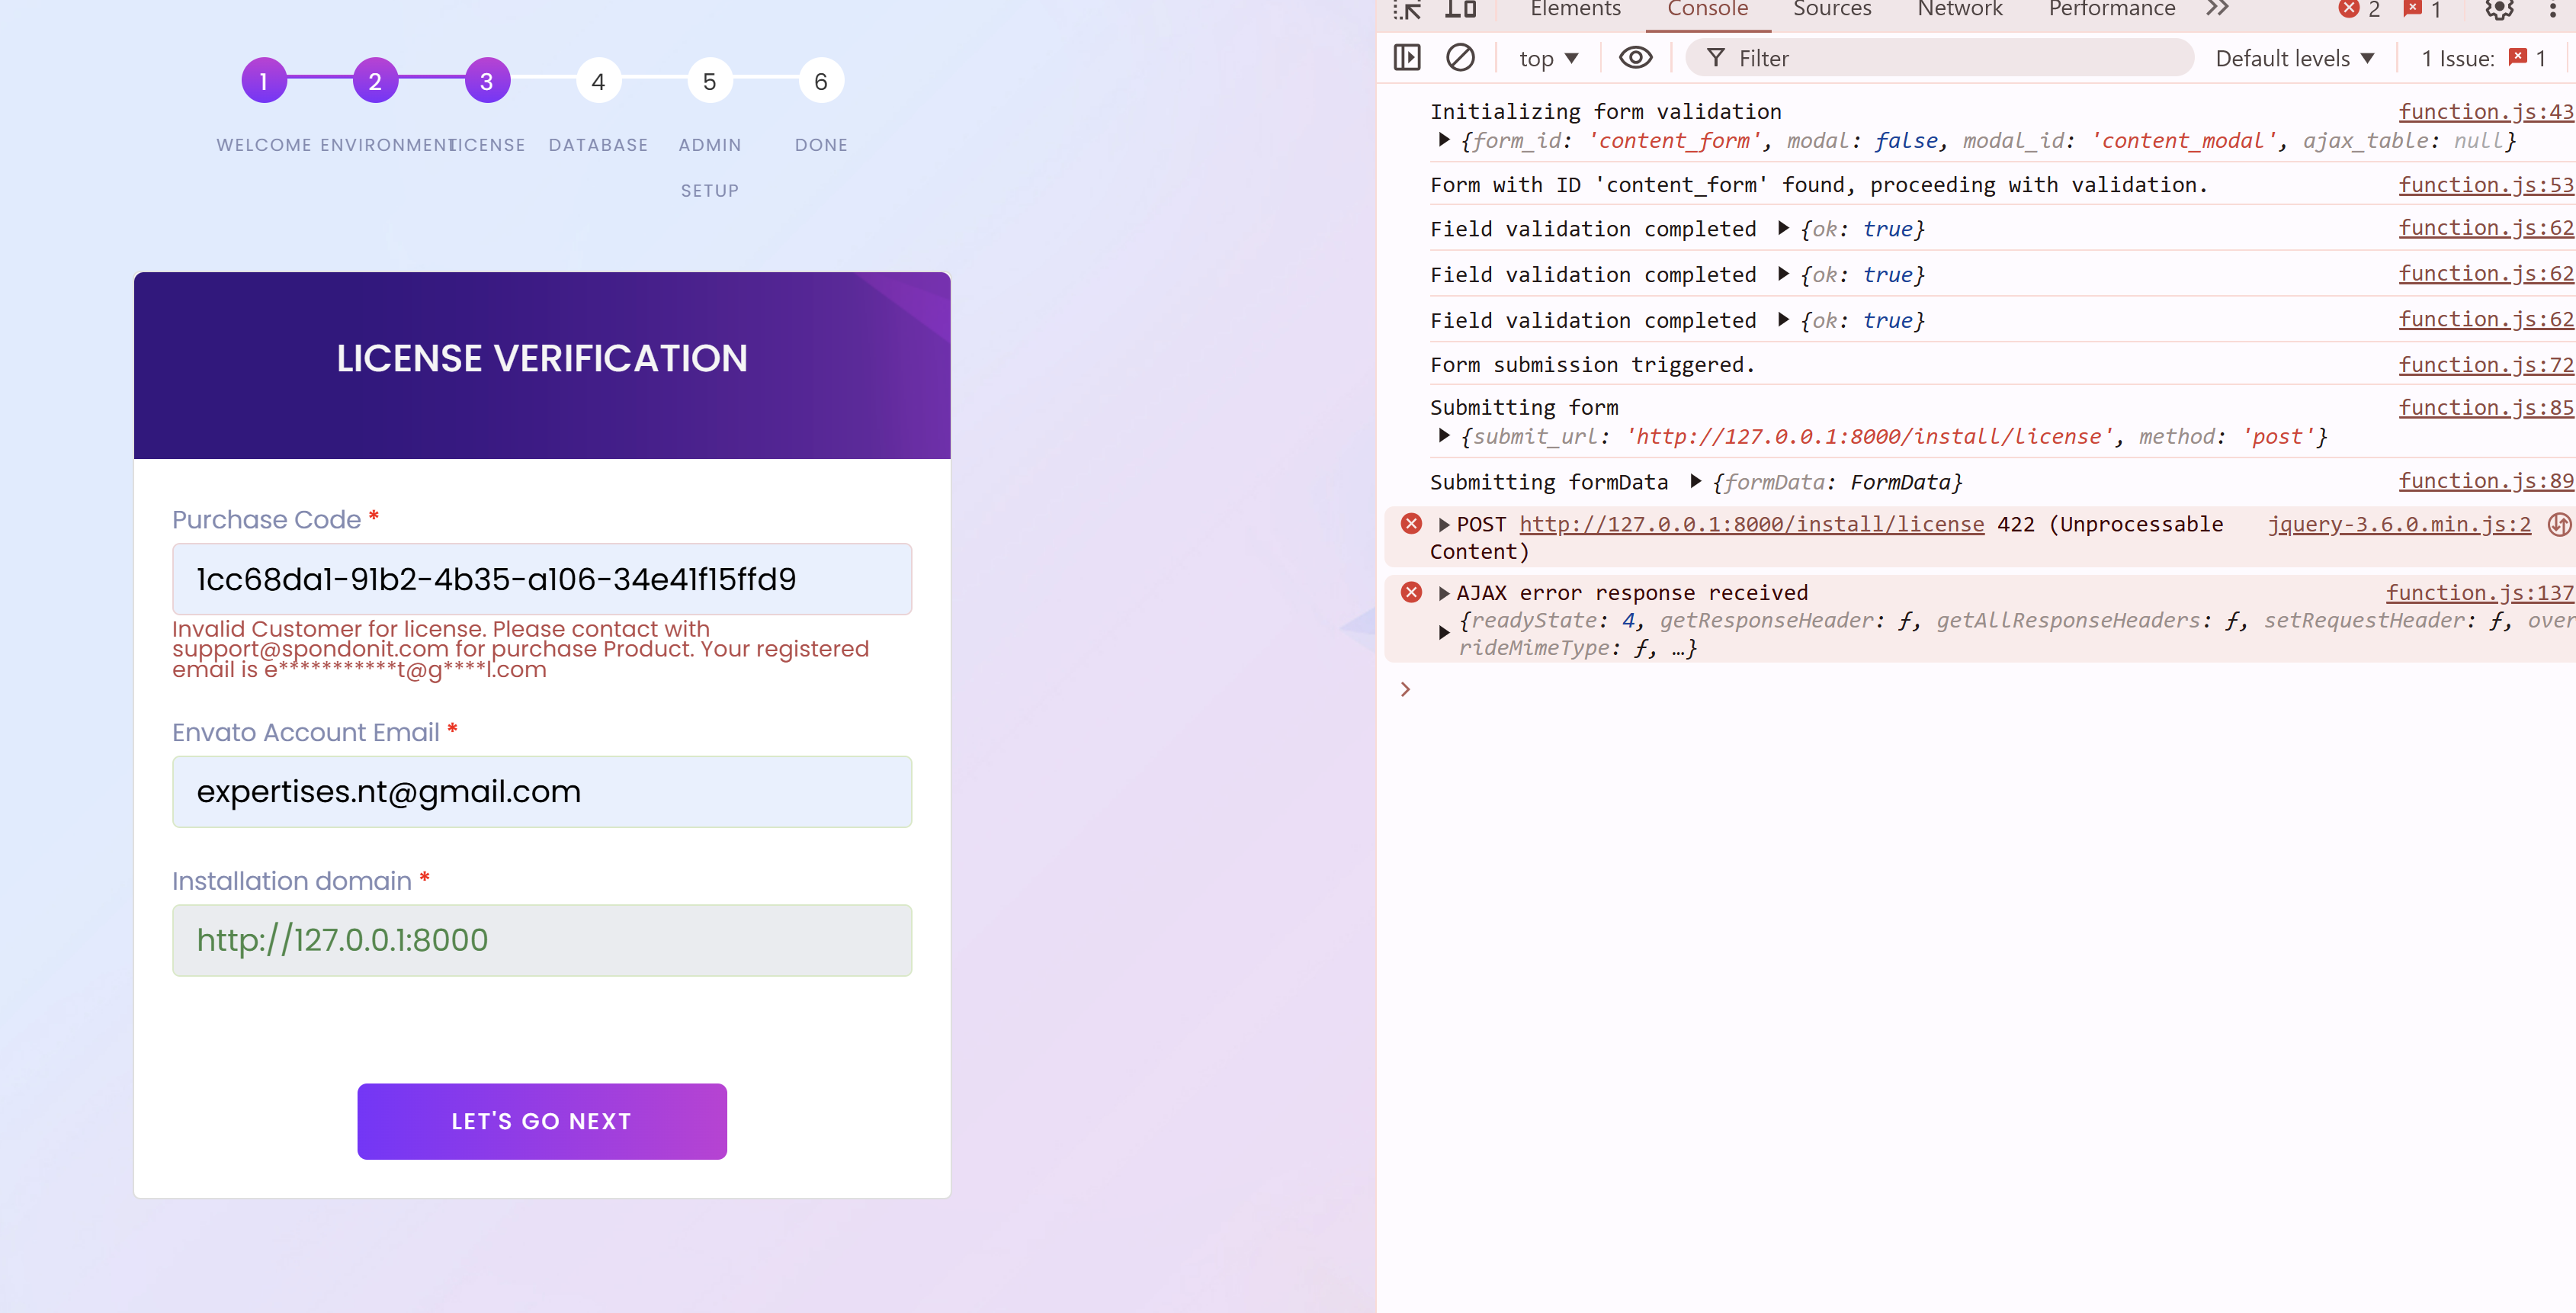 1 2 3 4 5 6
WELCOME ENVIRONMENT LICENSE DATABASE ADMIN SETUP DONE
LICENSE VERIFICATION
Purchase Code *
1cc68da1-91b2-4b35-a106-34e41f15ffd9
Invalid Customer for license. Please contact with
support@spondonit.com for purchase Product. Your registered
email is e***********t@g****l.com
Envato Account Email *
expertises.nt@gmail.com
Installation domain *
http://127.0.0.1:8000
LET'S GO NEXT
Elements Console Sources Network Performance 2 1
top Filter Default levels 1 Issue: 1
Initializing form validation function.js:43
{form_id: 'content_form', modal: false, modal_id: 'content_modal', ajax_table: null}
Form with ID 'content_form' found, proceeding with validation. function.js:53
Field validation completed {ok: true} function.js:62
Field validation completed {ok: true} function.js:62
Field validation completed {ok: true} function.js:62
Form submission triggered. function.js:72
Submitting form function.js:85
{submit_url: 'http://127.0.0.1:8000/install/license', method: 'post'}
Submitting formData {formData: FormData} function.js:89
POST http://127.0.0.1:8000/install/license 422 (Unprocessable jquery-3.6.0.min.js:2
Content)
AJAX error response received function.js:137
{readyState: 4, getResponseHeader: ƒ, getAllResponseHeaders: ƒ, setRequestHeader: ƒ, over
rideMimeType: ƒ, …}